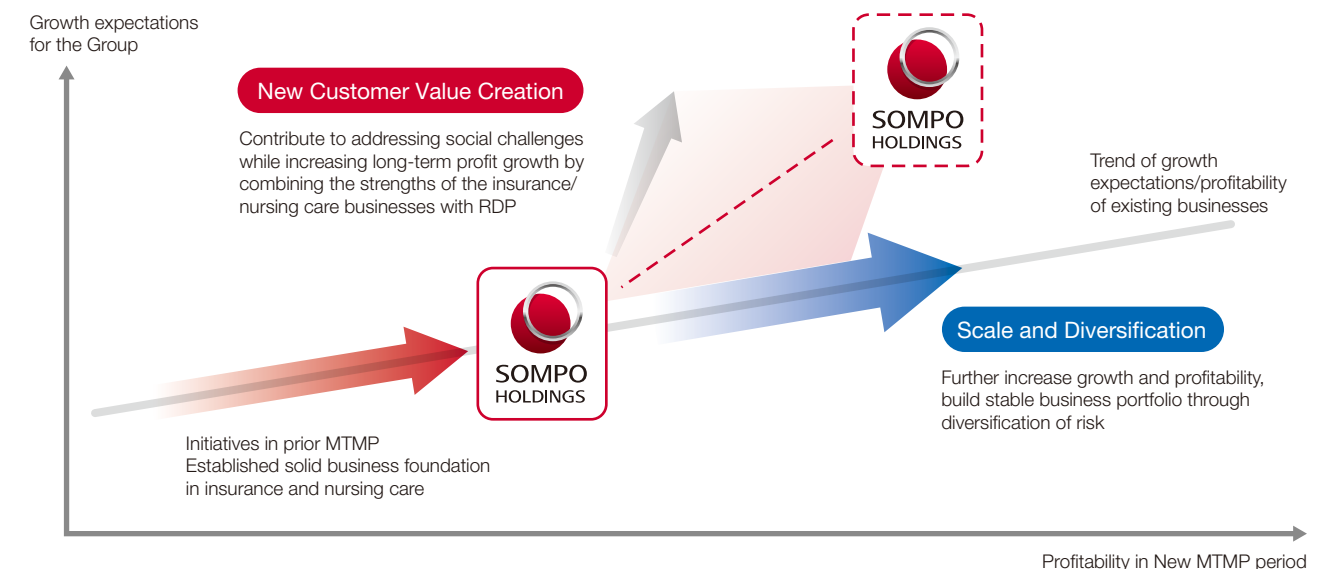 Growth expectations
for the Group
New Customer Value Creation
Contribute to addressing social challenges
while increasing long-term profit growth by
combining the strengths of the insurance/
nursing care businesses with RDP
SOMPO
HOLDINGS
Trend of growth
expectations/profitability
of existing businesses
SOMPO
HOLDINGS
Scale and Diversification
Further increase growth and profitability,
build stable business portfolio through
diversification of risk
Initiatives in prior MTMP
Established solid business foundation
in insurance and nursing care
Profitability in New MTMP period